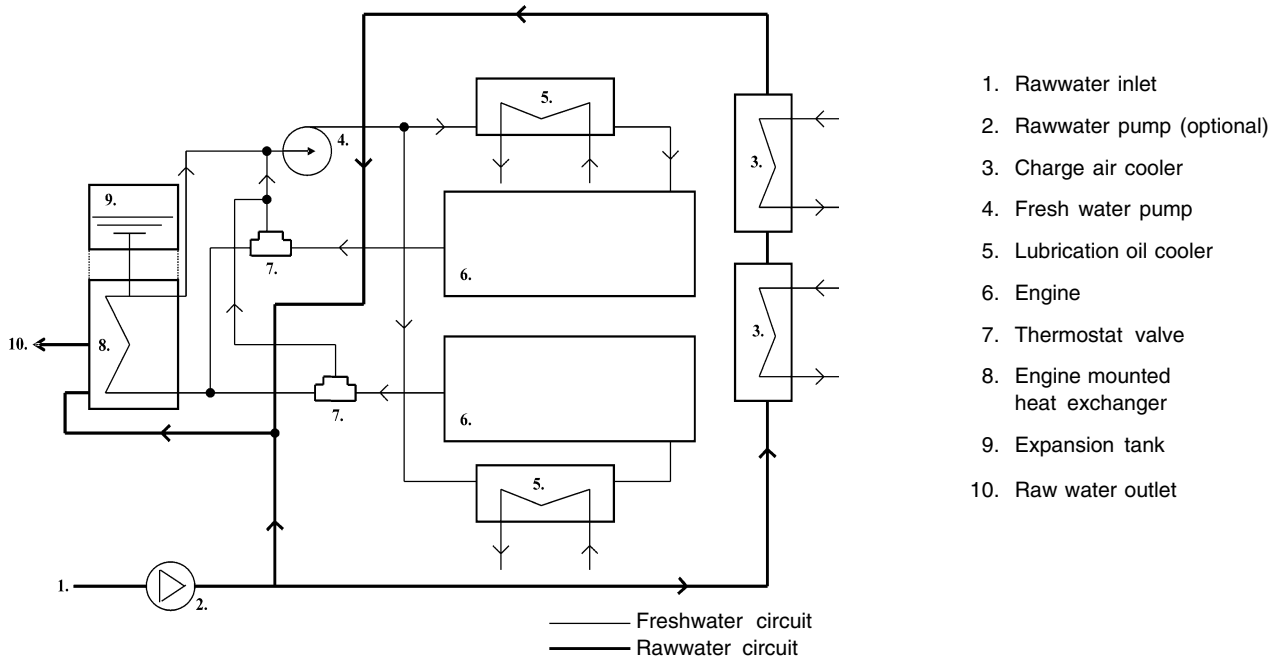 5.
4.
3.
9.
7.
6.
10.
8.
3.
7.
6.
5.
1.
2.
Freshwater circuit
Rawwater circuit
1. Rawwater inlet
2. Rawwater pump (optional)
3. Charge air cooler
4. Fresh water pump
5. Lubrication oil cooler
6. Engine
7. Thermostat valve
8. Engine mounted
heat exchanger
9. Expansion tank
10. Raw water outlet